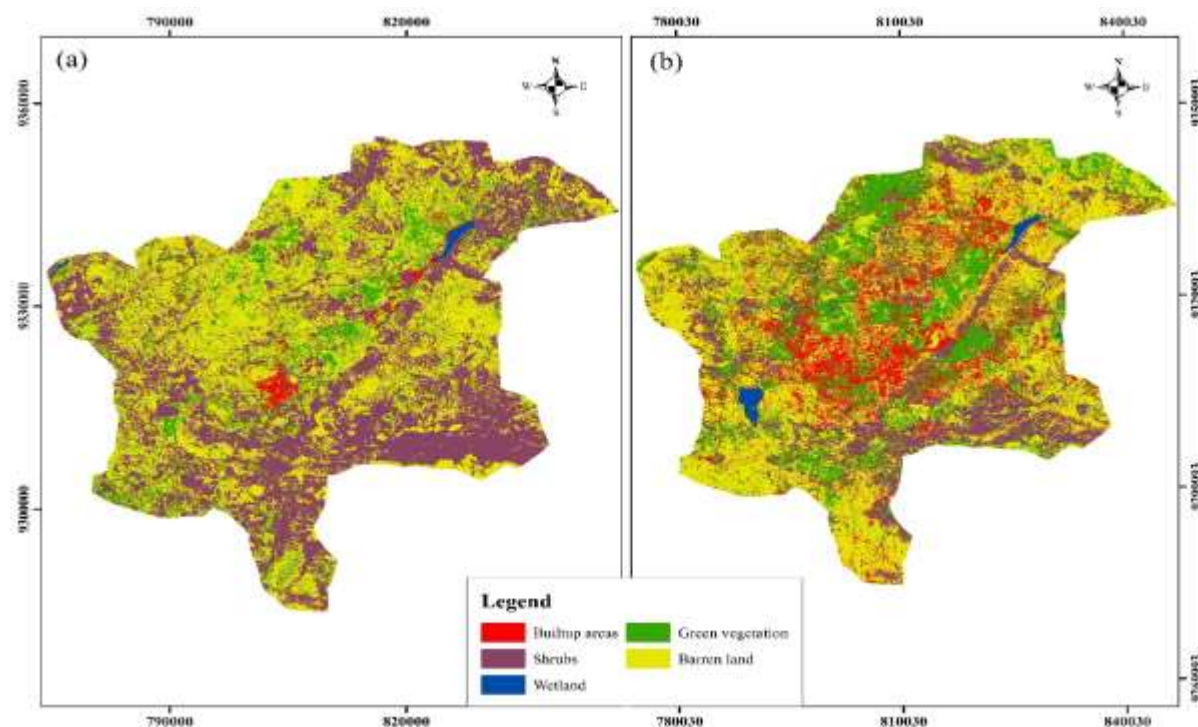 790000 820000 780030 810030 840030
(a) (b)
N
W
S
N
W
S
9360000
9330000
9300000
Legend
Builtup areas Green vegetation
Shrubs Barren land
Wetland
790000 820000 780030 810030 840030